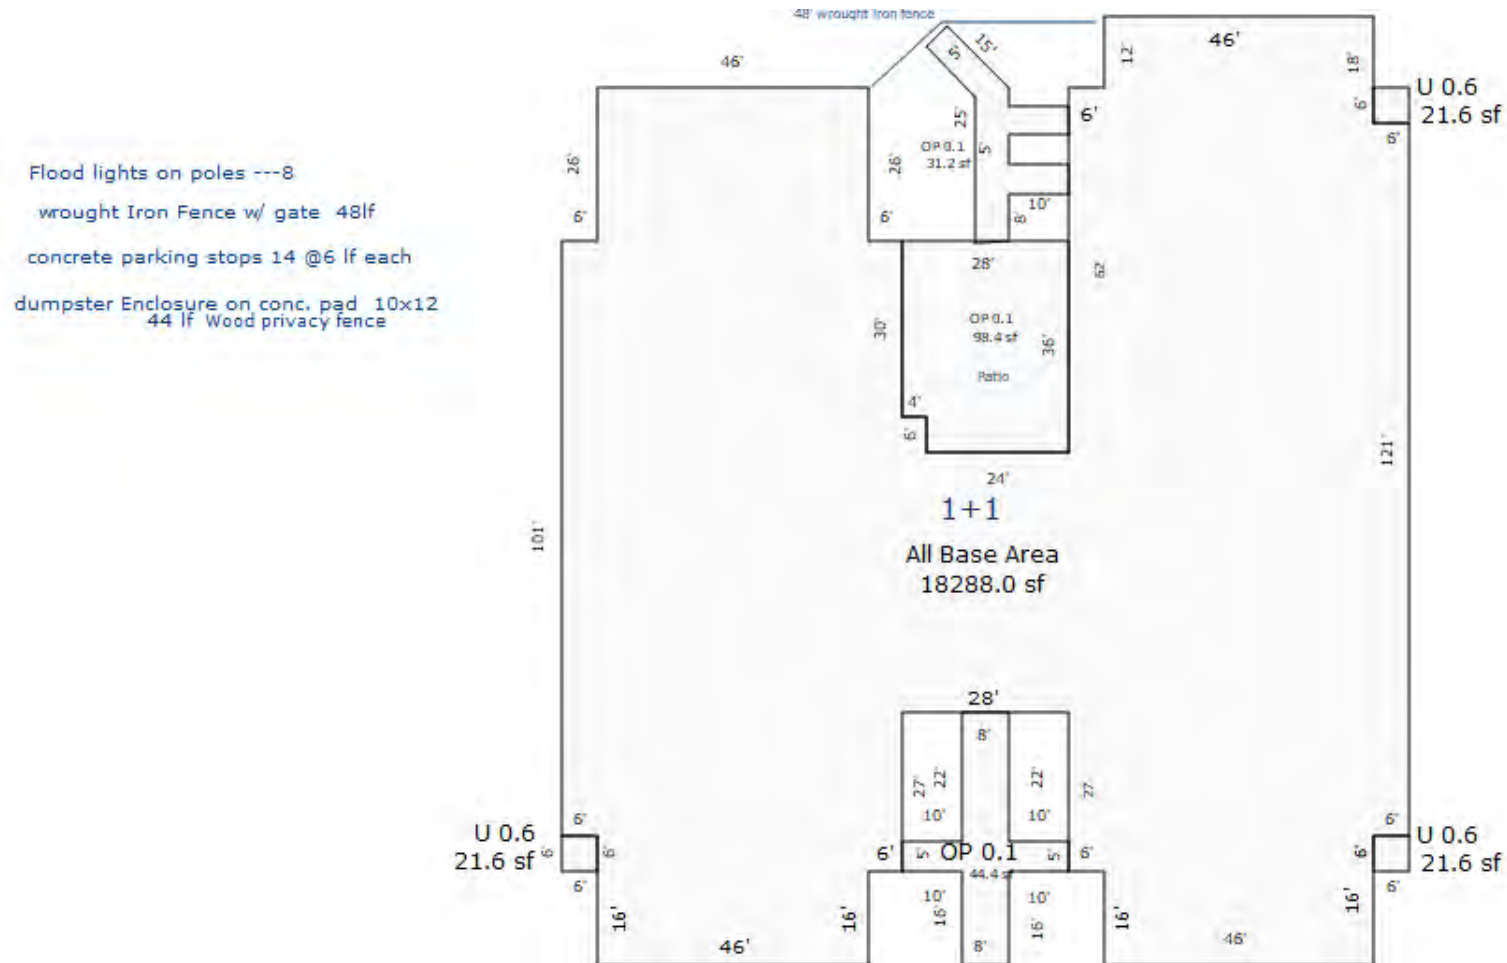 48' wrought Iron fence
46'
46'
12'
18'
15'
5'
U 0.6
6'
21.6 sf
6'
6'
25'
OP 0.1
31.2 sf
5'
26'
26'
Flood lights on poles ---8
wrought Iron Fence w/ gate 48lf
10'
8'
6'
6'
concrete parking stops 14 @6 lf each
28'
62'
dumpster Enclosure on conc. pad 10x12
44 lf Wood privacy fence
OP 0.1
98.4 sf
30'
36'
Patio
4'
6'
121'
24'
1+1
101'
All Base Area
18288.0 sf
28'
8'
27'
22'
22'
27'
10'
10'
6'
6'
U 0.6
21.6 sf
6'
6'
6'
5'
OP 0.1
5'
6'
6'
U 0.6
21.6 sf
44.4 sf
6'
6'
10'
10'
16'
16'
16'
16'
16'
16'
46'
8'
46'